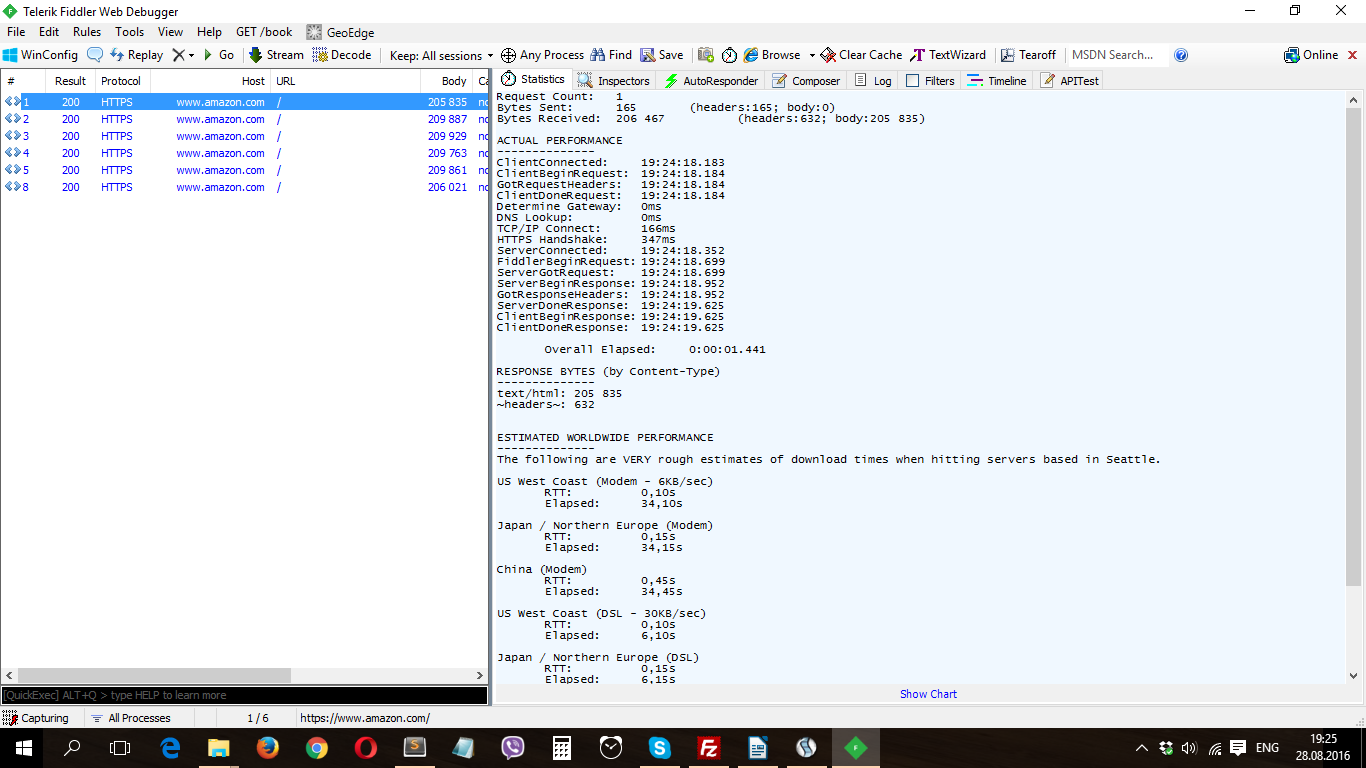 Telerik Fiddler Web Debugger
File Edit Rules Tools View Help GET /book GeoEdge
WinConfig Replay Go Stream Decode Keep: All sessions Any Process Find Save Browse Clear Cache TextWizard Tearoff MSDN Search... Online
# Result Protocol Host URL Body Ca
1 200 HTTPS www.amazon.com / 205 835 no
2 200 HTTPS www.amazon.com / 209 887 no
3 200 HTTPS www.amazon.com / 209 929 no
4 200 HTTPS www.amazon.com / 209 763 no
5 200 HTTPS www.amazon.com / 209 861 no
8 200 HTTPS www.amazon.com / 206 021 no
[QuickExec] ALT+Q > type HELP to learn more
Statistics Inspectors AutoResponder Composer Log Filters Timeline APITest
Request Count: 1
Bytes Sent: 165 (headers:165; body:0)
Bytes Received: 206 467 (headers:632; body:205 835)
ACTUAL PERFORMANCE
--------------
ClientConnected: 19:24:18.183
ClientBeginRequest: 19:24:18.184
GotRequestHeaders: 19:24:18.184
ClientDoneRequest: 19:24:18.184
Determine Gateway: 0ms
DNS Lookup: 0ms
TCP/IP Connect: 166ms
HTTPS Handshake: 347ms
ServerConnected: 19:24:18.352
FiddlerBeginRequest: 19:24:18.699
ServerGotRequest: 19:24:18.699
ServerBeginResponse: 19:24:18.952
GotResponseHeaders: 19:24:18.952
ServerDoneResponse: 19:24:19.625
ClientBeginResponse: 19:24:19.625
ClientDoneResponse: 19:24:19.625
Overall Elapsed: 0:00:01.441
RESPONSE BYTES (by Content-Type)
--------------
text/html: 205 835
~headers~: 632
ESTIMATED WORLDWIDE PERFORMANCE
--------------
The following are VERY rough estimates of download times when hitting servers based in Seattle.
US West Coast (Modem - 6KB/sec)
RTT: 0,10s
Elapsed: 34,10s
Japan / Northern Europe (Modem)
RTT: 0,15s
Elapsed: 34,15s
China (Modem)
RTT: 0,45s
Elapsed: 34,45s
US West Coast (DSL - 30KB/sec)
RTT: 0,10s
Elapsed: 6,10s
Japan / Northern Europe (DSL)
RTT: 0,15s
Elapsed: 6,15s
Show Chart
Capturing All Processes 1 / 6 https://www.amazon.com/
ENG
19:25
28.08.2016